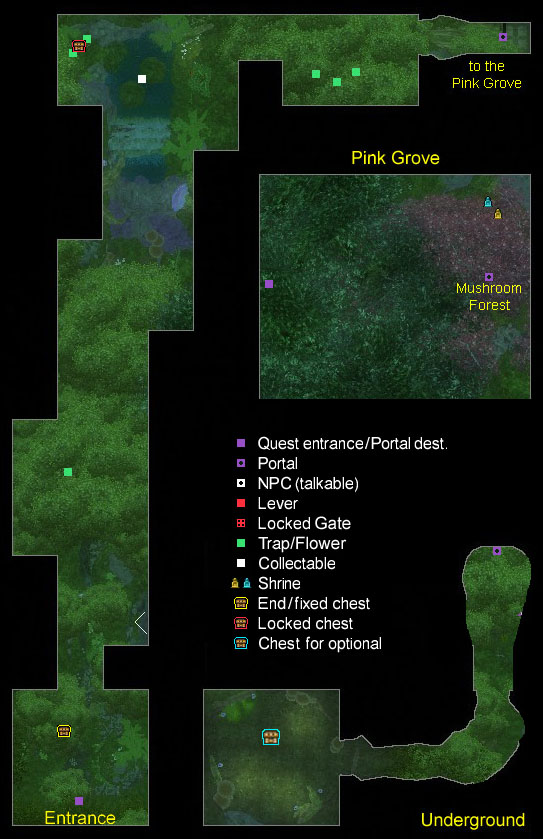 to the
Pink Grove
Pink Grove
Mushroom
Forest
Quest entrance/Portal dest.
Portal
NPC (talkable)
Lever
Locked Gate
Trap/Flower
Collectable
Shrine
End/fixed chest
Locked chest
Chest for optional
Entrance
Underground